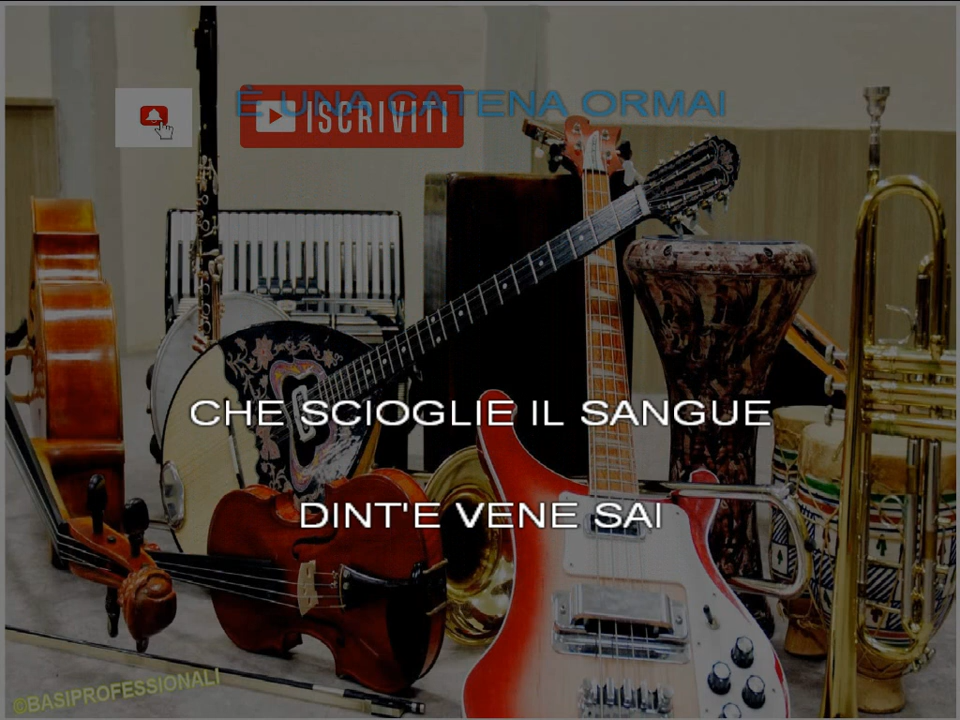 È UNA CATENA ORMAI
ISCRIVITI
CHE SCIOGLIE IL SANGUE
DINT'E VENE SAI
©BASIPROFESSIONALI